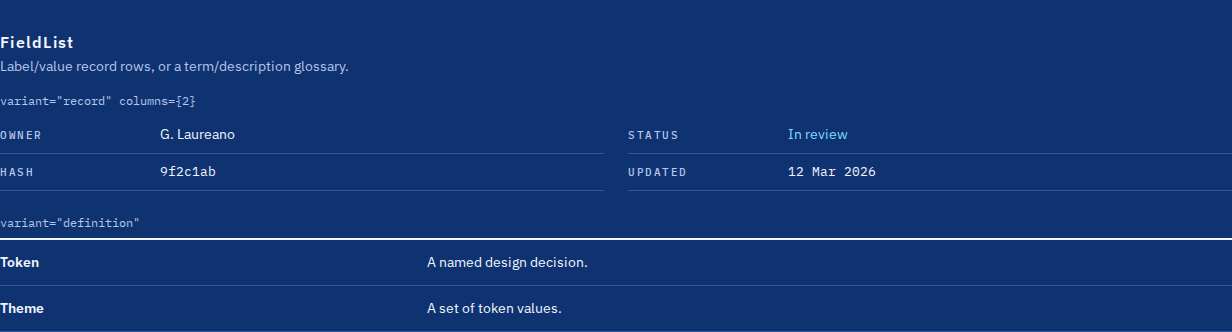 FieldList
Label/value record rows, or a term/description glossary.
variant="record" columns={2}
OWNER G. Laureano STATUS In review
HASH 9f2c1ab UPDATED 12 Mar 2026
variant="definition"
Token A named design decision.
Theme A set of token values.